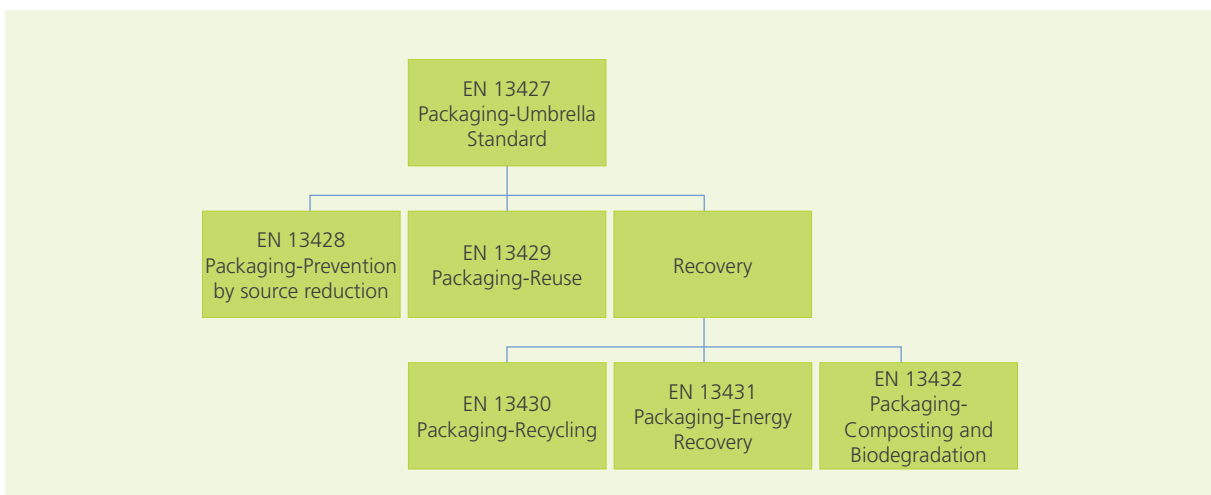 EN 13427
Packaging-Umbrella
Standard
EN 13428
Packaging-Prevention
by source reduction
EN 13429
Packaging-Reuse
Recovery
EN 13430
Packaging-Recycling
EN 13431
Packaging-Energy
Recovery
EN 13432
Packaging-
Composting and
Biodegradation